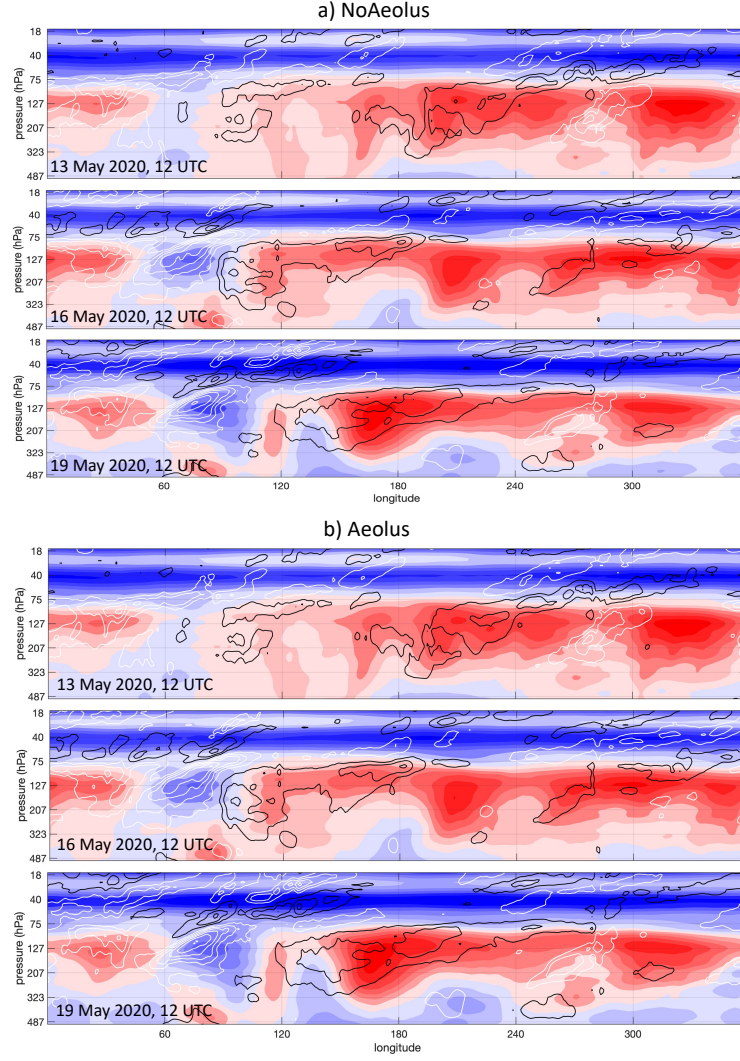 a) NoAeolus
18
40
75
127
207
323
487
pressure (hPa)
13 May 2020, 12 UTC
18
40
75
127
207
323
487
pressure (hPa)
16 May 2020, 12 UTC
18
40
75
127
207
323
487
pressure (hPa)
19 May 2020, 12 UTC
60 120 180 240 300
longitude
b) Aeolus
18
40
75
127
207
323
487
pressure (hPa)
13 May 2020, 12 UTC
18
40
75
127
207
323
487
pressure (hPa)
16 May 2020, 12 UTC
18
40
75
127
207
323
487
pressure (hPa)
19 May 2020, 12 UTC
60 120 180 240 300
longitude